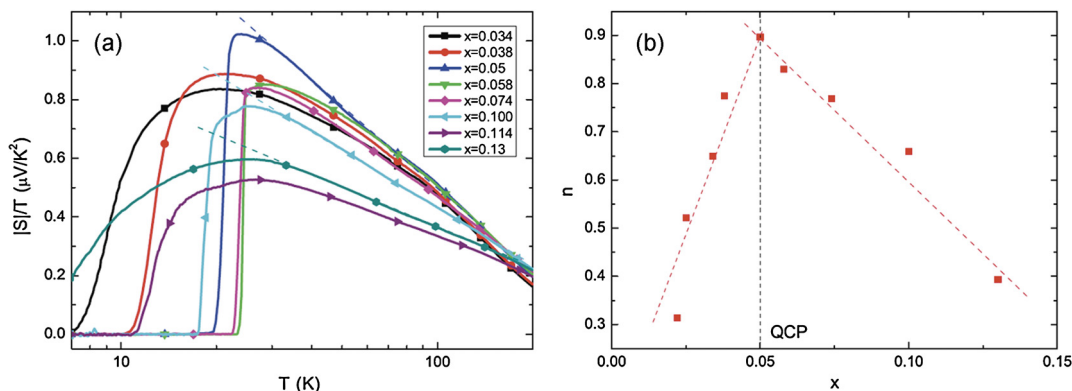 (a)
x=0.034
x=0.038
x=0.05
x=0.058
x=0.074
x=0.100
x=0.114
x=0.13
1.0
0.8
0.6
0.4
0.2
0.0
|S|/T (μV/K²)
10
100
T (K)
(b)
0.9
0.8
0.7
0.6
0.5
0.4
0.3
n
QCP
0.00
0.05
0.10
0.15
x